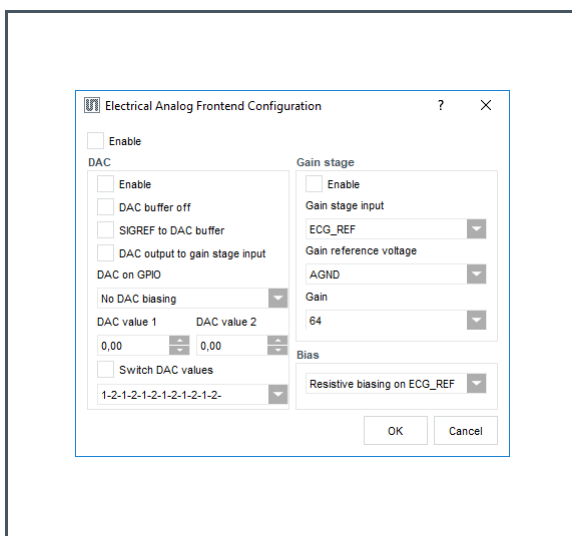 Electrical Analog Frontend Configuration ?
Enable
DAC
Enable
DAC buffer off
SIGREF to DAC buffer
DAC output to gain stage input
DAC on GPIO
No DAC biasing
DAC value 1 DAC value 2
0,00 0,00
Switch DAC values
1-2-1-2-1-2-1-2-1-2-1-2-
Gain stage
Enable
Gain stage input
ECG_REF
Gain reference voltage
AGND
Gain
64
Bias
Resistive biasing on ECG_REF
OK Cancel